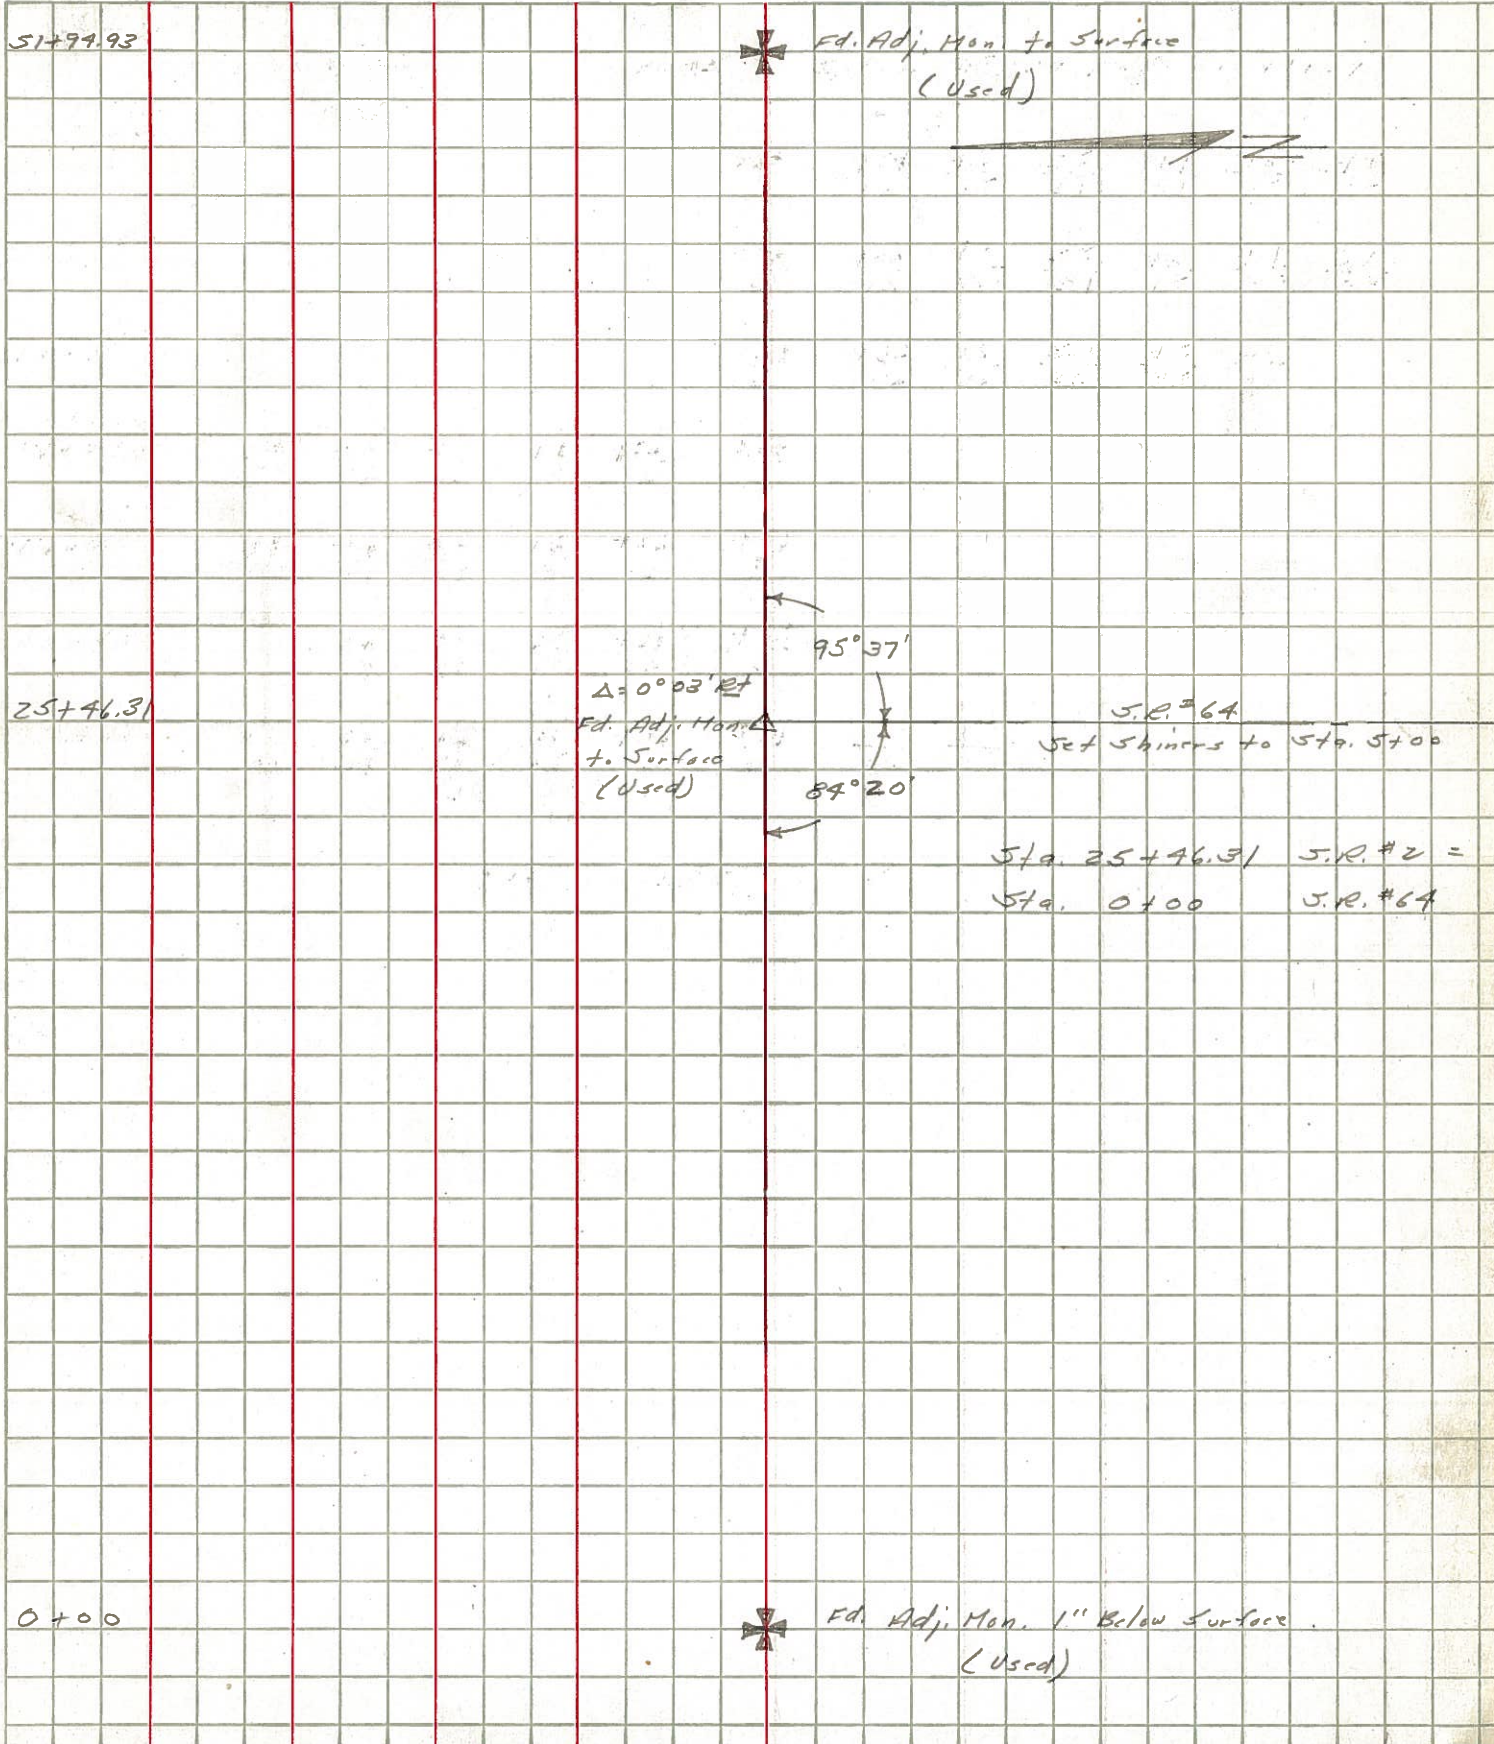 51+94.93
Fd. Adj. Mon. to Surface
(Used)
N
95°37'
Δ = 0°03' Rt
25+46.31
Fd. Adj. Mon.
to Surface
(Used)
S.R. #64
Set Shiners to Sta. 5+00
84°20'
Sta. 25+46.31 S.R. #2 =
Sta. 0+00 S.R. #64
0+00
Fd. Adj. Mon. 1" Below Surface.
(Used)